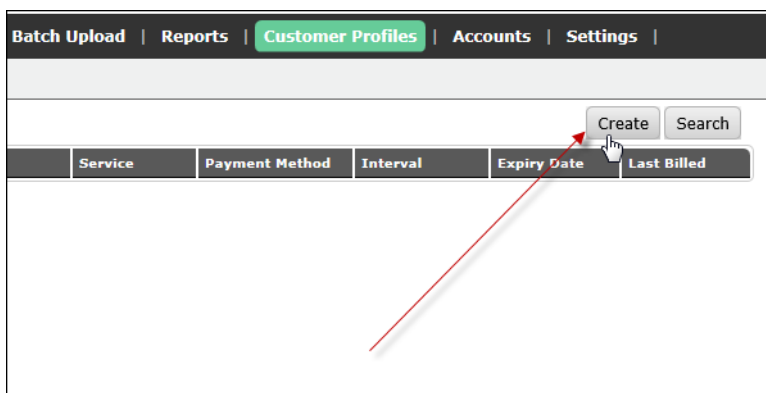 Batch Upload | Reports | Customer Profiles | Accounts | Settings |
Create Search
Service Payment Method Interval Expiry Date Last Billed